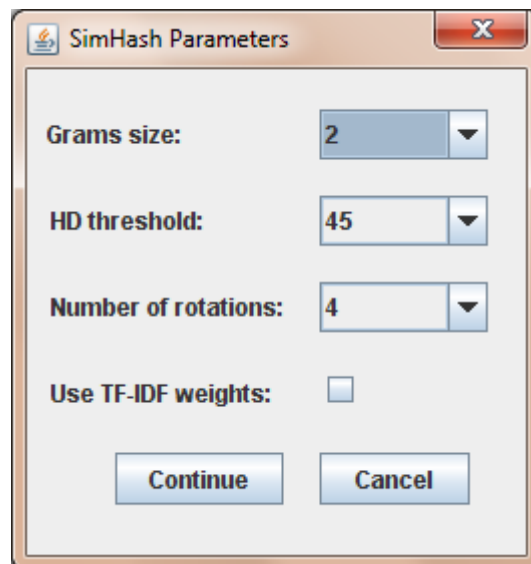 SimHash Parameters
Grams size: 2
HD threshold: 45
Number of rotations: 4
Use TF-IDF weights:
Continue Cancel